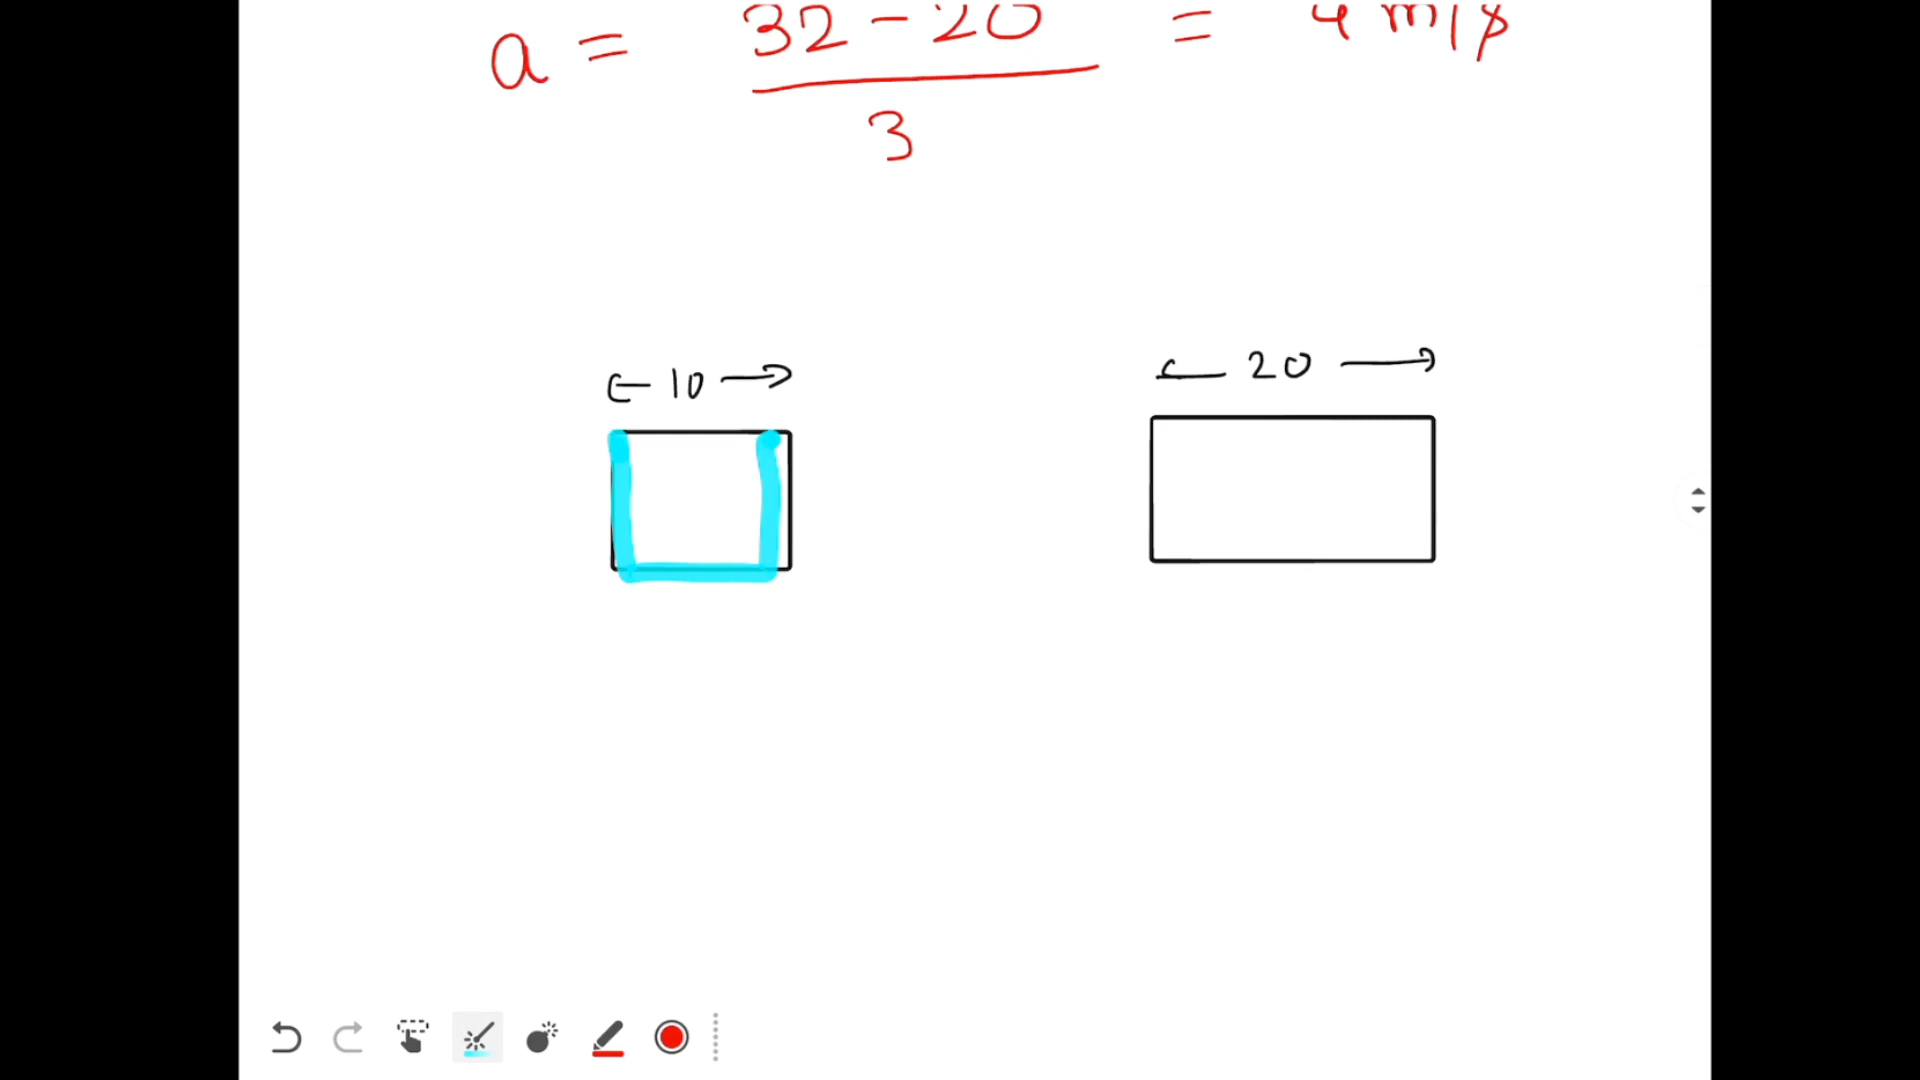 a = 32 - 20 = 4 m/s
3
← 10 →
← 20 →